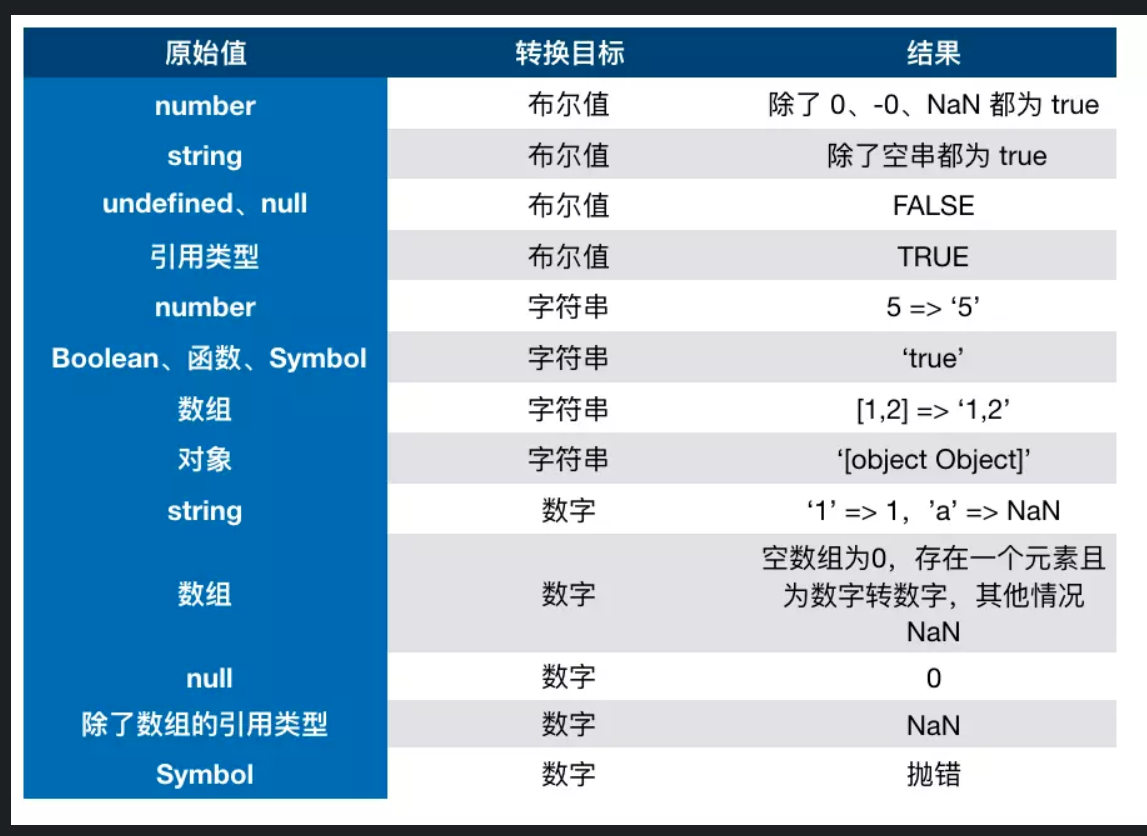 原始值 转换目标 结果
number 布尔值 除了 0、-0、NaN 都为 true
string 布尔值 除了空串都为 true
undefined、null 布尔值 FALSE
引用类型 布尔值 TRUE
number 字符串 5 => ‘5’
Boolean、函数、Symbol 字符串 ‘true’
数组 字符串 [1,2] => ‘1,2’
对象 字符串 ‘[object Object]’
string 数字 ‘1’ => 1，’a’ => NaN
数组 数字 空数组为0，存在一个元素且
为数字转数字，其他情况
NaN
null 数字 0
除了数组的引用类型 数字 NaN
Symbol 数字 抛错